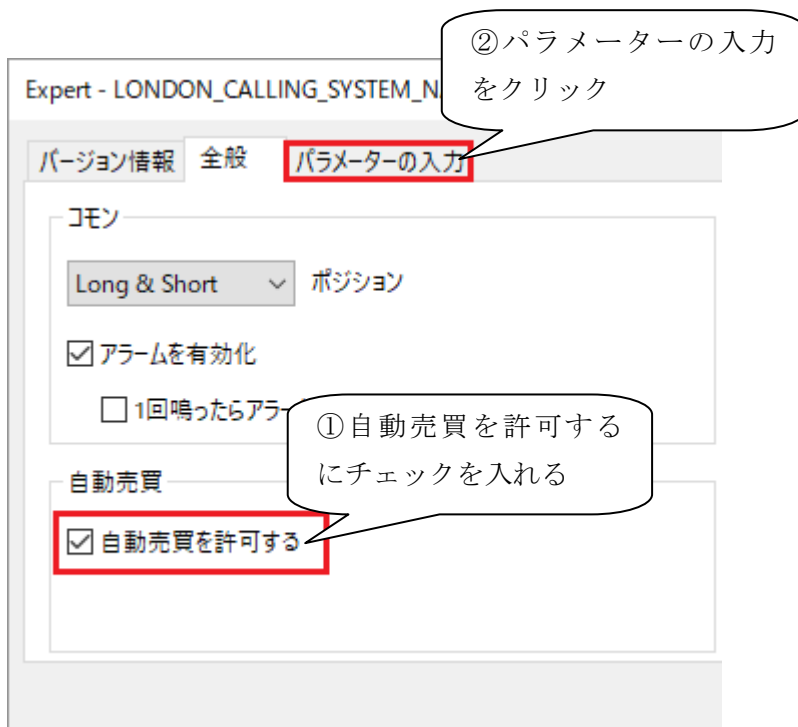 ②パラメーターの入力
をクリック
Expert - LONDON_CALLING_SYSTEM_N
バージョン情報 全般 パラメーターの入力
コモン
Long & Short ポジション
アラームを有効化
1回鳴ったらアラー
①自動売買を許可する
にチェックを入れる
自動売買
自動売買を許可する